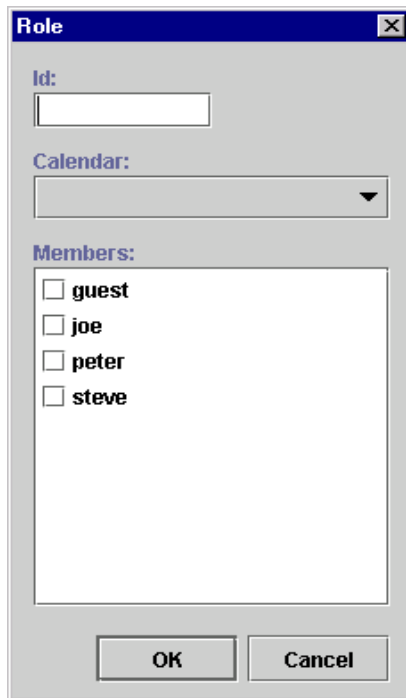 Role
Id:
Calendar:
Members:
guest
joe
peter
steve
OK Cancel